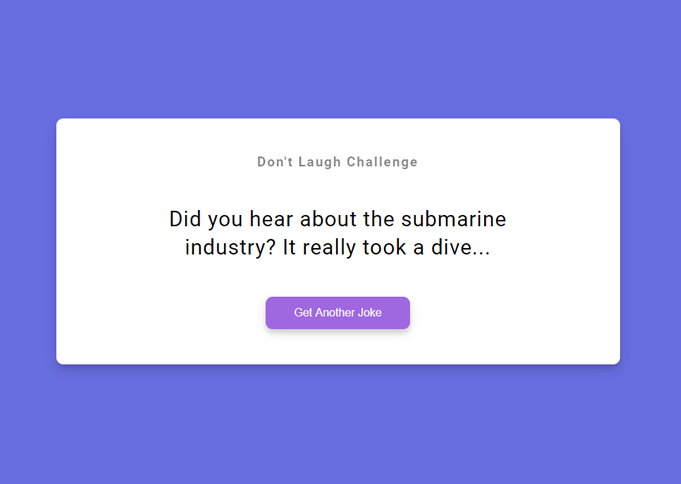 Don't Laugh Challenge
Did you hear about the submarine
industry? It really took a dive...
Get Another Joke